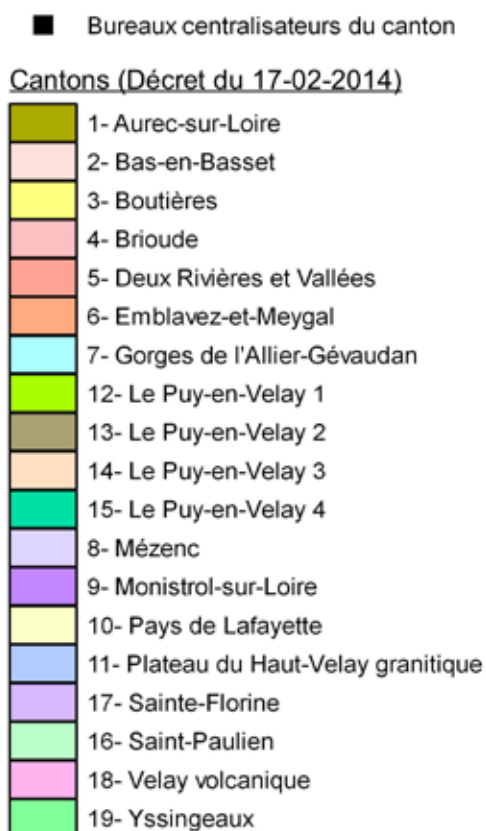 Bureaux centralisateurs du canton
Cantons (Décret du 17-02-2014)
1- Aurec-sur-Loire
2- Bas-en-Basset
3- Boutières
4- Brioude
5- Deux Rivières et Vallées
6- Emblavez-et-Meygal
7- Gorges de l'Allier-Gévaudan
12- Le Puy-en-Velay 1
13- Le Puy-en-Velay 2
14- Le Puy-en-Velay 3
15- Le Puy-en-Velay 4
8- Mézenc
9- Monistrol-sur-Loire
10- Pays de Lafayette
11- Plateau du Haut-Velay granitique
17- Sainte-Florine
16- Saint-Paulien
18- Velay volcanique
19- Yssingeaux